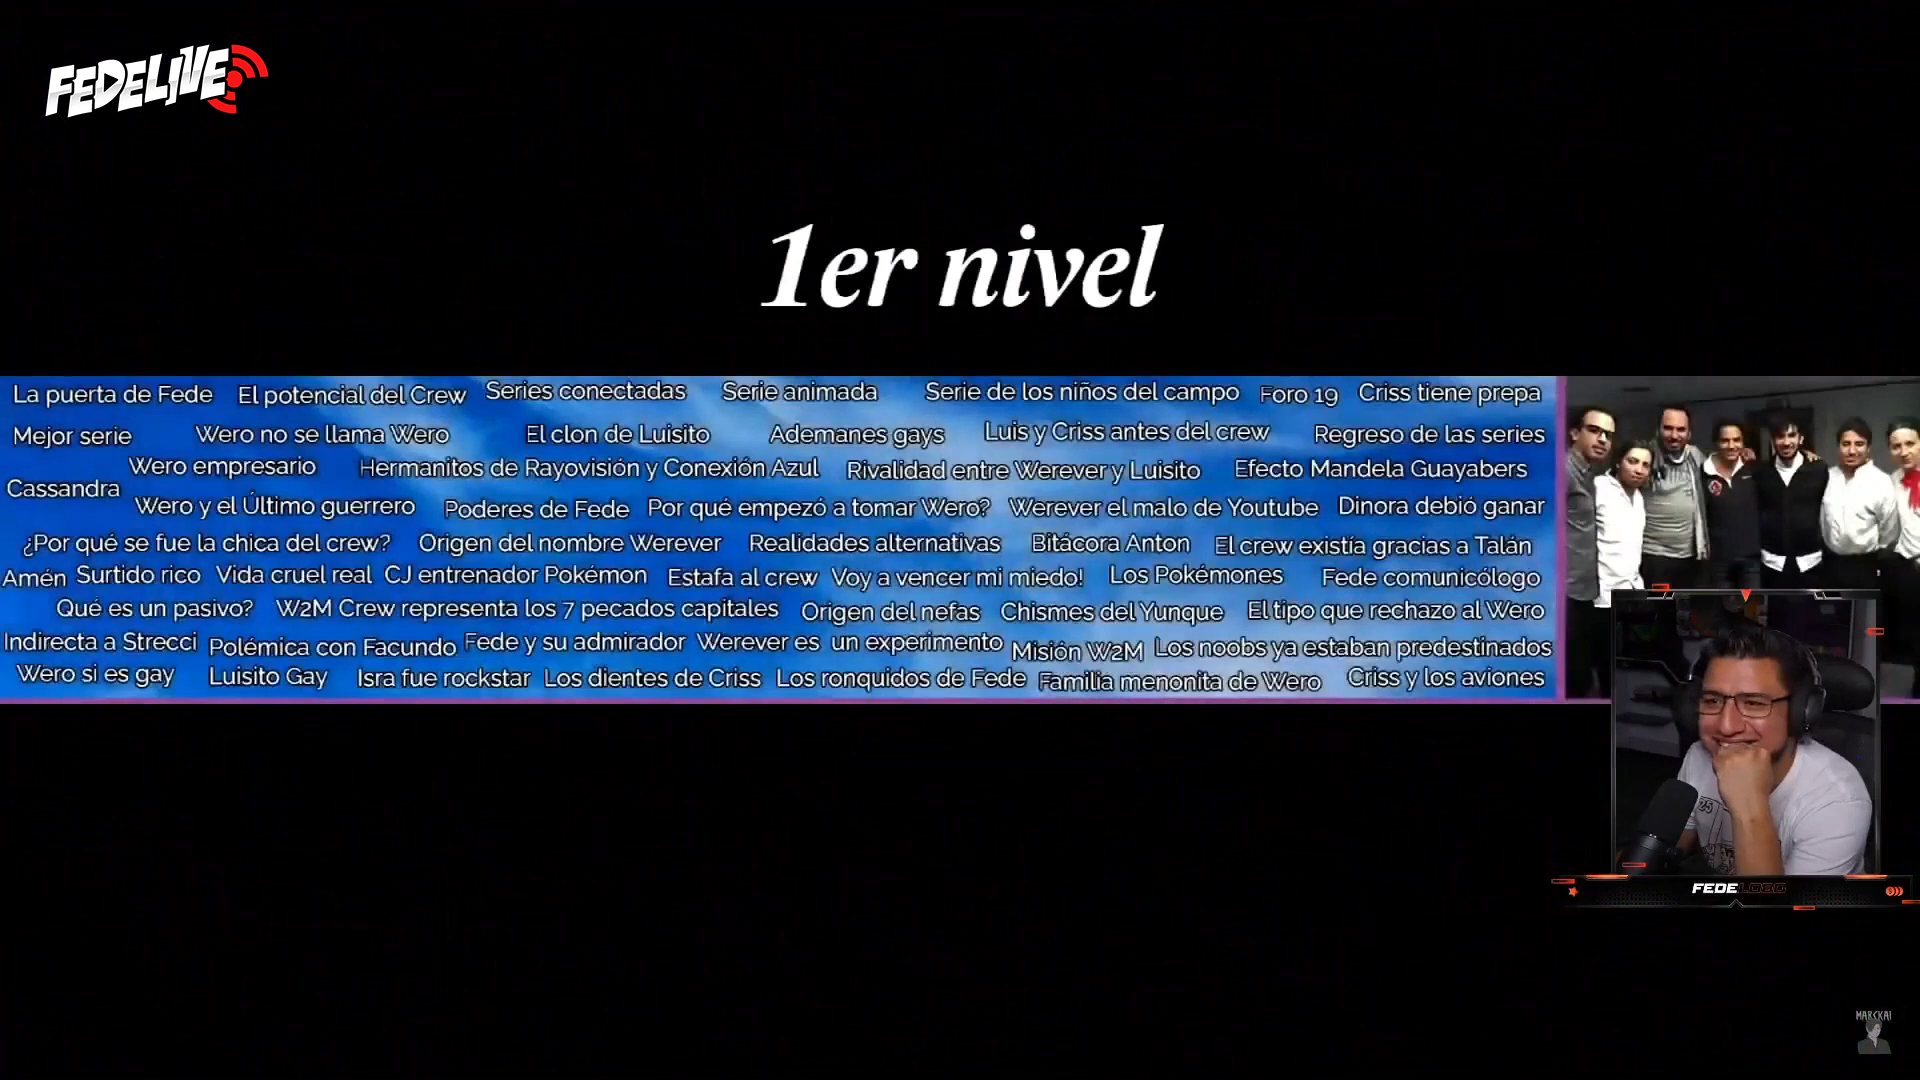 FEDELIVE
1er nivel
La puerta de Fede El potencial del Crew Series conectadas Serie animada Serie de los niños del campo Foro 19 Criss tiene prepa
Mejor serie Wero no se llama Wero El clon de Luisito Ademanes gays Luis y Criss antes del crew Regreso de las series
Wero empresario Hermanitos de Rayovisión y Conexión Azul Rivalidad entre Werever y Luisito Efecto Mandela Guayabers
Cassandra Wero y el Último guerrero Poderes de Fede Por qué empezó a tomar Wero? Werever el malo de Youtube Dinora debió ganar
¿Por qué se fue la chica del crew? Origen del nombre Werever Realidades alternativas Bitácora Anton El crew existía gracias a Talán
Amén Surtido rico Vida cruel real CJ entrenador Pokémon Estafa al crew Voy a vencer mi miedo! Los Pokémones Fede comunicólogo
Qué es un pasivo? W2M Crew representa los 7 pecados capitales Origen del nefas Chismes del Yunque El tipo que rechazo al Wero
Indirecta a Strecci Polémica con Facundo Fede y su admirador Werever es un experimento Misión W2M Los noobs ya estaban predestinados
Wero si es gay Luisito Gay Isra fue rockstar Los dientes de Criss Los ronquidos de Fede Familia menonita de Wero Criss y los aviones
25
FEDELOBO
MARCKAI